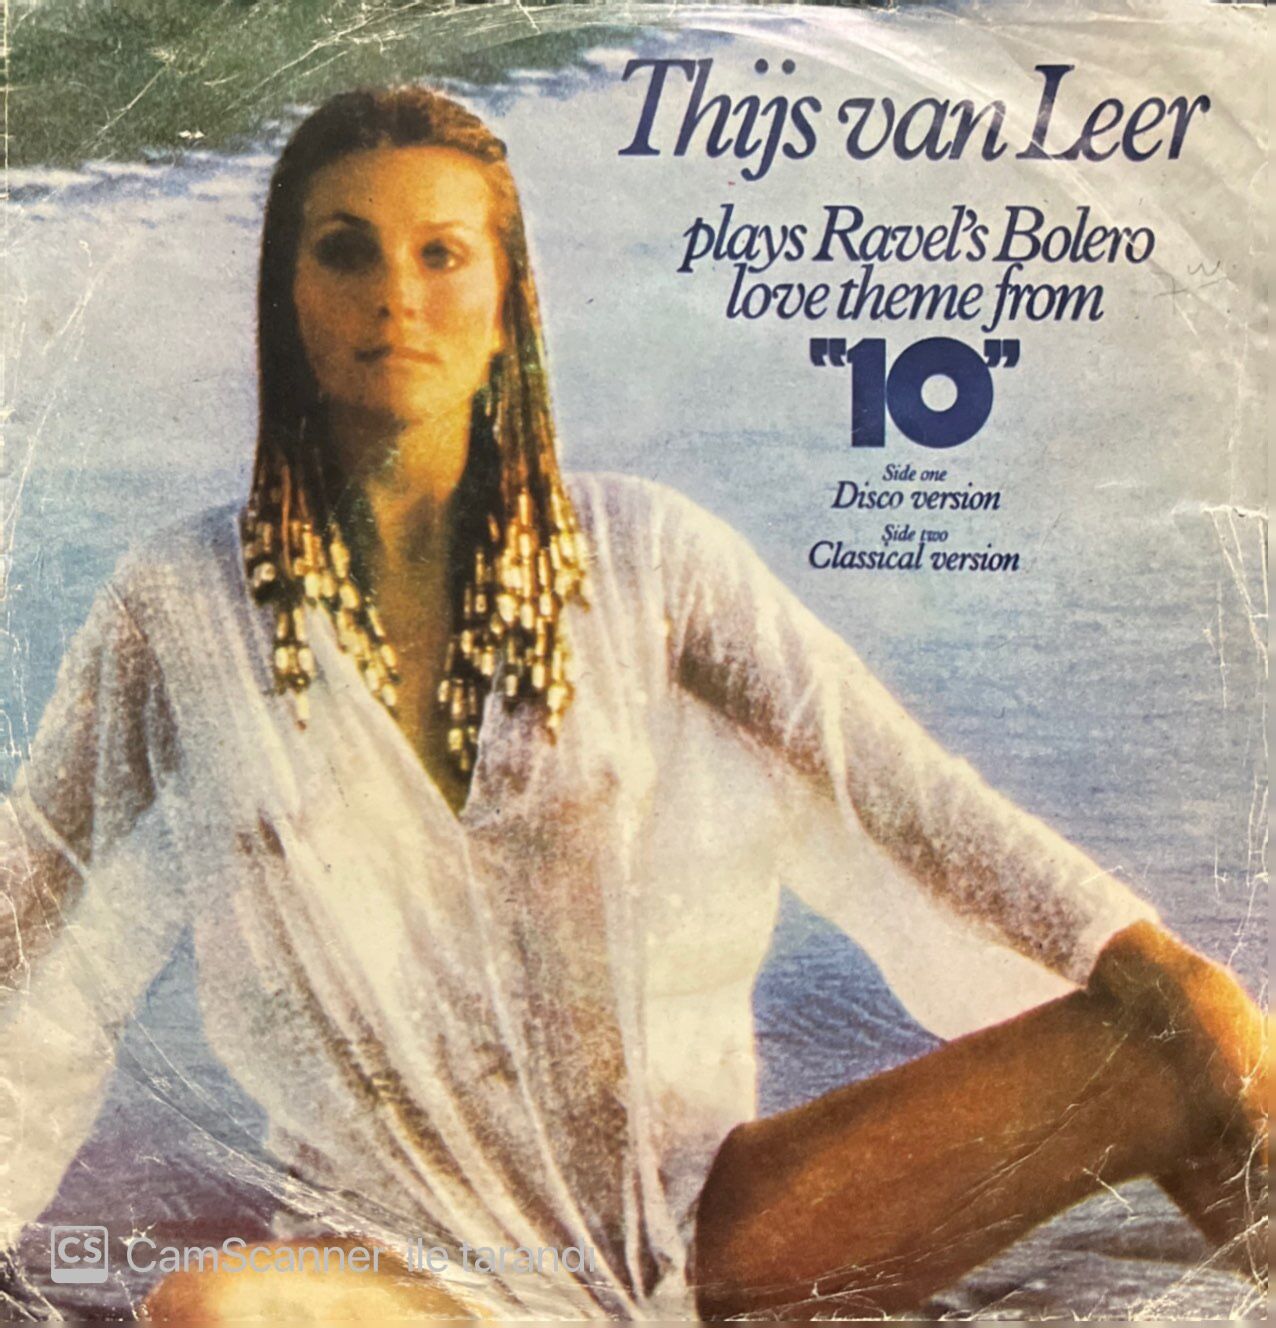 Thijs van Leer
plays Ravel's Bolero
love theme from
"10"
Side one
Disco version
Side two
Classical version
CS CamScanner ile tarandı